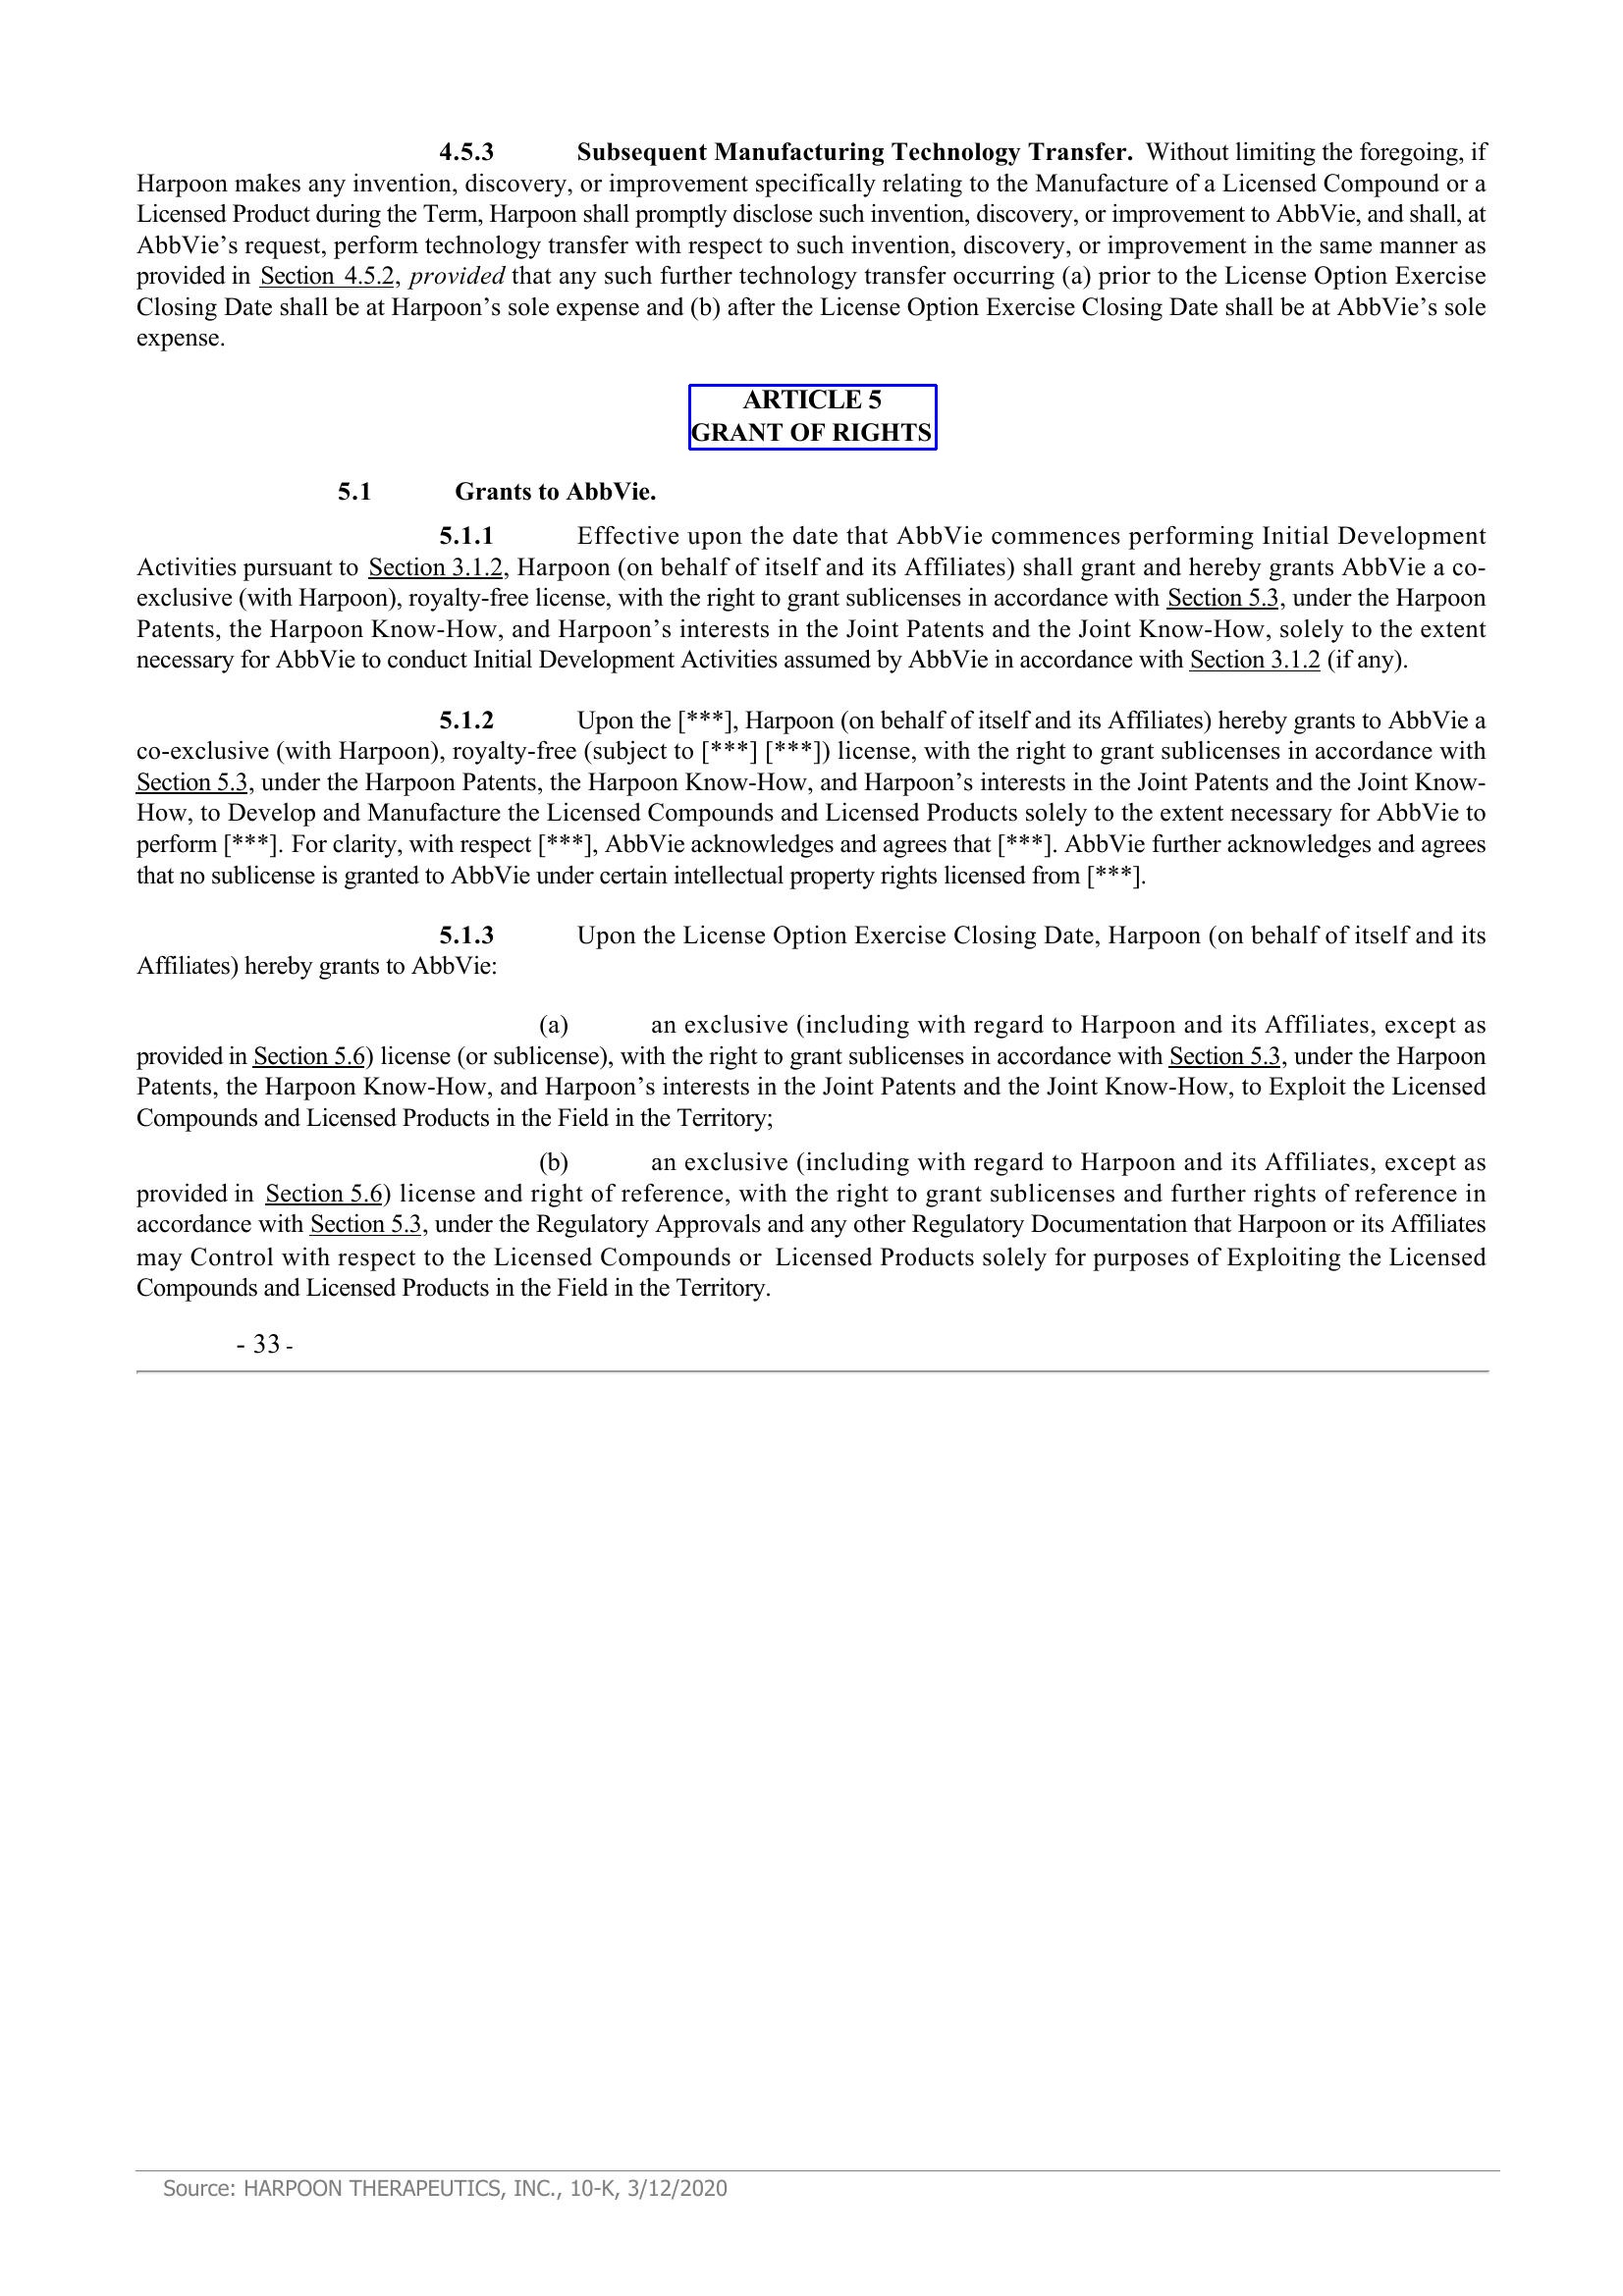 4.5.3 Subsequent Manufacturing Technology Transfer. Without limiting the foregoing, if
Harpoon makes any invention, discovery, or improvement specifically relating to the Manufacture of a Licensed Compound or a
Licensed Product during the Term, Harpoon shall promptly disclose such invention, discovery, or improvement to AbbVie, and shall, at
AbbVie’s request, perform technology transfer with respect to such invention, discovery, or improvement in the same manner as
provided in Section 4.5.2, provided that any such further technology transfer occurring (a) prior to the License Option Exercise
Closing Date shall be at Harpoon’s sole expense and (b) after the License Option Exercise Closing Date shall be at AbbVie’s sole
expense.
ARTICLE 5
GRANT OF RIGHTS
5.1 Grants to AbbVie.
5.1.1 Effective upon the date that AbbVie commences performing Initial Development
Activities pursuant to Section 3.1.2, Harpoon (on behalf of itself and its Affiliates) shall grant and hereby grants AbbVie a co-
exclusive (with Harpoon), royalty-free license, with the right to grant sublicenses in accordance with Section 5.3, under the Harpoon
Patents, the Harpoon Know-How, and Harpoon’s interests in the Joint Patents and the Joint Know-How, solely to the extent
necessary for AbbVie to conduct Initial Development Activities assumed by AbbVie in accordance with Section 3.1.2 (if any).
5.1.2 Upon the [***], Harpoon (on behalf of itself and its Affiliates) hereby grants to AbbVie a
co-exclusive (with Harpoon), royalty-free (subject to [***] [***]) license, with the right to grant sublicenses in accordance with
Section 5.3, under the Harpoon Patents, the Harpoon Know-How, and Harpoon’s interests in the Joint Patents and the Joint Know-
How, to Develop and Manufacture the Licensed Compounds and Licensed Products solely to the extent necessary for AbbVie to
perform [***]. For clarity, with respect [***], AbbVie acknowledges and agrees that [***]. AbbVie further acknowledges and agrees
that no sublicense is granted to AbbVie under certain intellectual property rights licensed from [***].
5.1.3 Upon the License Option Exercise Closing Date, Harpoon (on behalf of itself and its
Affiliates) hereby grants to AbbVie:
(a) an exclusive (including with regard to Harpoon and its Affiliates, except as
provided in Section 5.6) license (or sublicense), with the right to grant sublicenses in accordance with Section 5.3, under the Harpoon
Patents, the Harpoon Know-How, and Harpoon’s interests in the Joint Patents and the Joint Know-How, to Exploit the Licensed
Compounds and Licensed Products in the Field in the Territory;
(b) an exclusive (including with regard to Harpoon and its Affiliates, except as
provided in Section 5.6) license and right of reference, with the right to grant sublicenses and further rights of reference in
accordance with Section 5.3, under the Regulatory Approvals and any other Regulatory Documentation that Harpoon or its Affiliates
may Control with respect to the Licensed Compounds or Licensed Products solely for purposes of Exploiting the Licensed
Compounds and Licensed Products in the Field in the Territory.
- 33 -
Source: HARPOON THERAPEUTICS, INC., 10-K, 3/12/2020